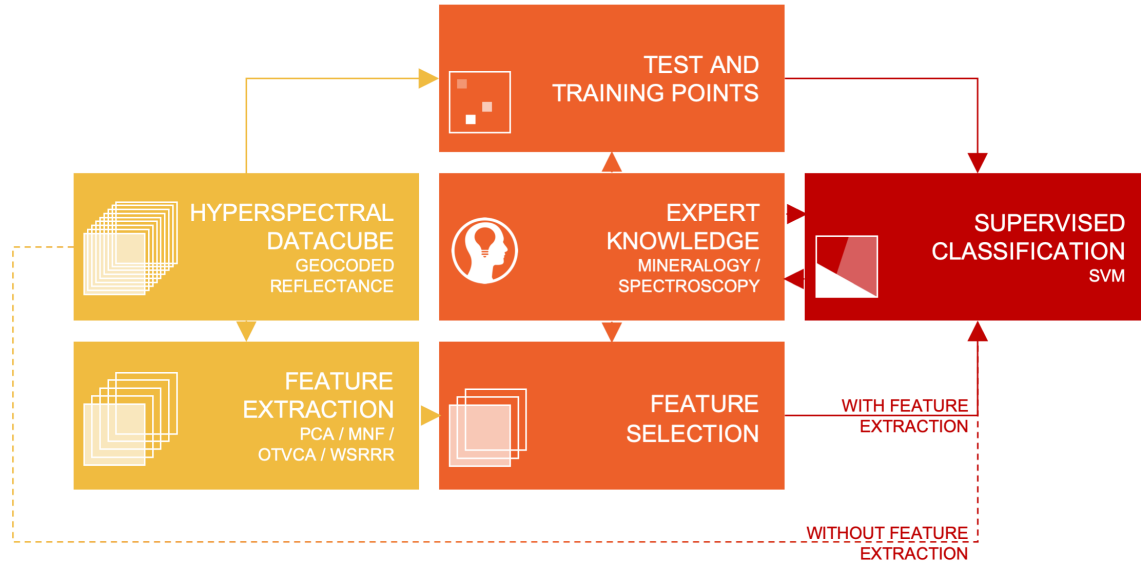 TEST AND
TRAINING POINTS
HYPERSPECTRAL
DATACUBE
GEOCODED
REFLECTANCE
EXPERT
KNOWLEDGE
MINERALOGY /
SPECTROSCOPY
SUPERVISED
CLASSIFICATION
SVM
FEATURE
EXTRACTION
PCA / MNF /
OTVCA / WSRRR
FEATURE
SELECTION
WITH FEATURE
EXTRACTION
WITHOUT FEATURE
EXTRACTION